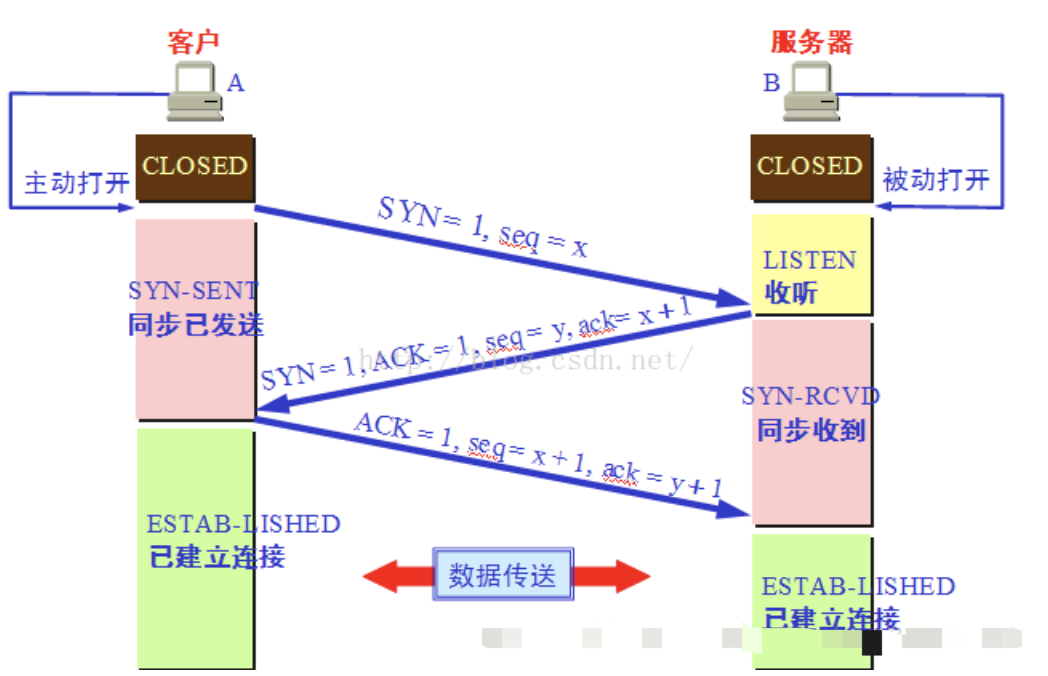 客户
服务器
A
B
CLOSED
CLOSED
主动打开
被动打开
SYN = 1, seq = x
LISTEN
收听
SYN-SENT
同步已发送
SYN = 1, ACK = 1, seq = y, ack= x + 1
http://blog.csdn.net/
SYN-RCVD
同步收到
ACK = 1, seq = x + 1, ack = y + 1
ESTAB-LISHED
已建立连接
数据传送
ESTAB-LISHED
已建立连接